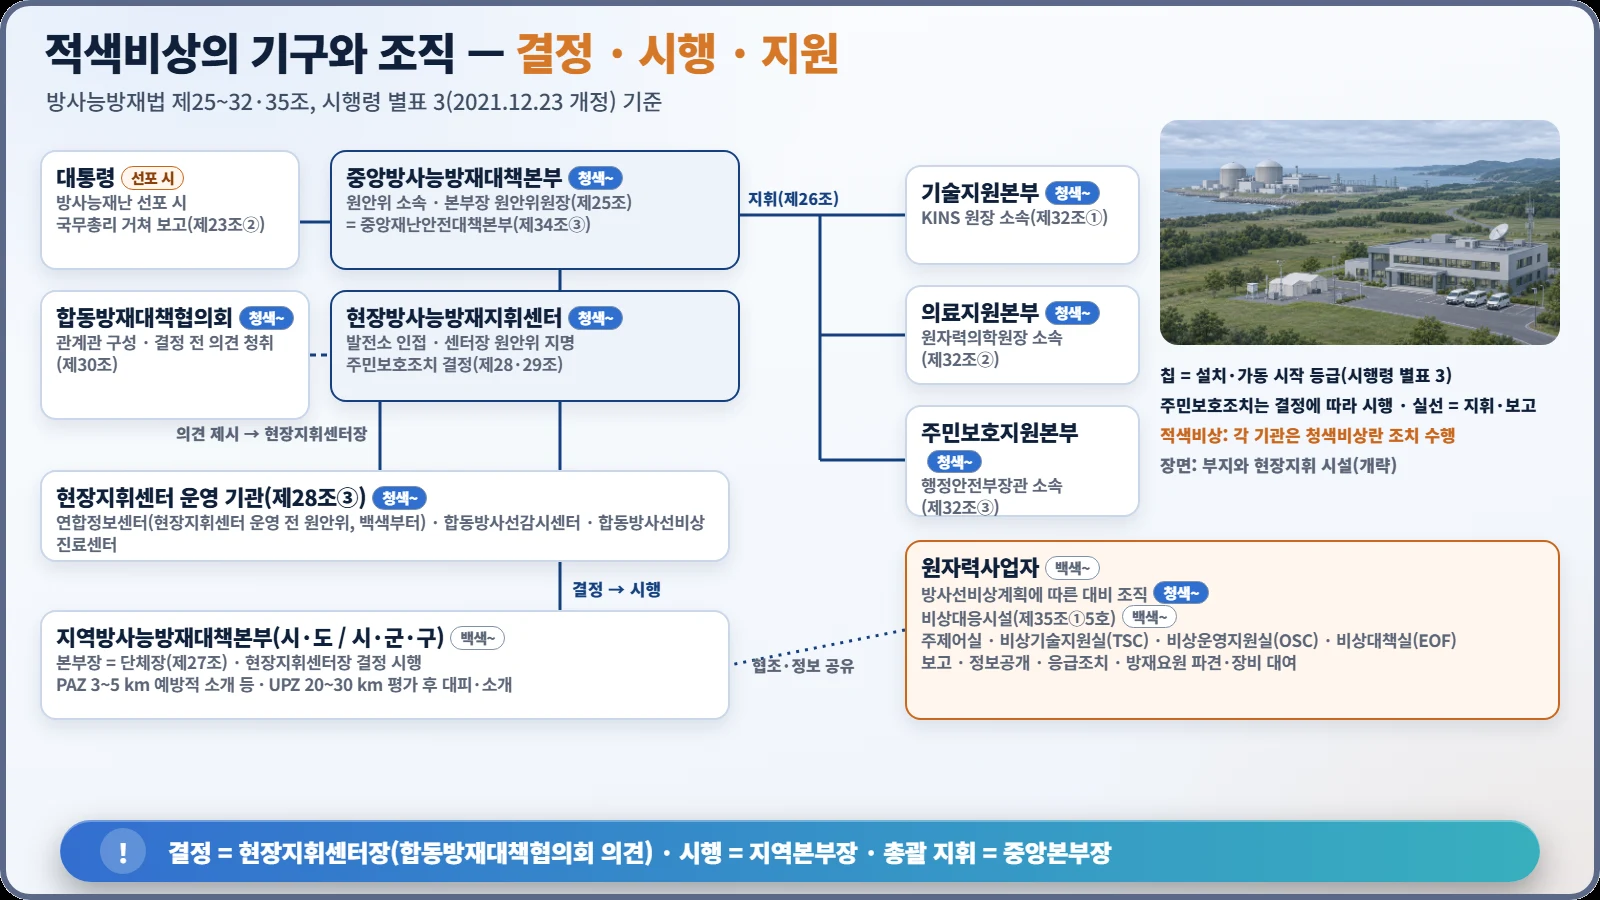 적색비상의 기구와 조직 — 결정 · 시행 · 지원
방사능방재법 제25~32·35조, 시행령 별표 3(2021.12.23 개정) 기준
대통령 선포 시
방사능재난 선포 시
국무총리 거쳐 보고(제23조②)
중앙방사능방재대책본부 청색~
원안위 소속 · 본부장 원안위원장(제25조)
= 중앙재난안전대책본부(제34조③)
지휘(제26조)
기술지원본부 청색~
KINS 원장 소속(제32조①)
합동방재대책협의회 청색~
관계관 구성 · 결정 전 의견 청취
(제30조)
현장방사능방재지휘센터 청색~
발전소 인접 · 센터장 원안위 지명
주민보호조치 결정(제28·29조)
의료지원본부 청색~
원자력의학원장 소속
(제32조②)
칩 = 설치·가동 시작 등급(시행령 별표 3)
주민보호조치는 결정에 따라 시행 · 실선 = 지휘·보고
적색비상: 각 기관은 청색비상란 조치 수행
장면: 부지와 현장지휘 시설(개략)
의견 제시 → 현장지휘센터장
주민보호지원본부
청색~
행정안전부장관 소속
(제32조③)
현장지휘센터 운영 기관(제28조③) 청색~
연합정보센터(현장지휘센터 운영 전 원안위, 백색부터) · 합동방사선감시센터 · 합동방사선비상
진료센터
결정 → 시행
지역방사능방재대책본부(시·도 / 시·군·구) 백색~
본부장 = 단체장(제27조) · 현장지휘센터장 결정 시행
PAZ 3~5 km 예방적 소개 등 · UPZ 20~30 km 평가 후 대피·소개
협조·정보 공유
원자력사업자 백색~
방사선비상계획에 따른 대비 조직 청색~
비상대응시설(제35조①5호) 백색~
주제어실 · 비상기술지원실(TSC) · 비상운영지원실(OSC) · 비상대책실(EOF)
보고 · 정보공개 · 응급조치 · 방재요원 파견·장비 대여
! 결정 = 현장지휘센터장(합동방재대책협의회 의견) · 시행 = 지역본부장 · 총괄 지휘 = 중앙본부장